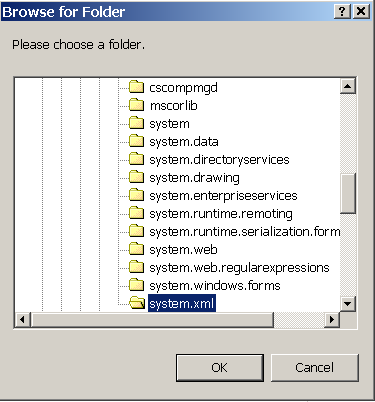 Browse for Folder
Please choose a folder.
cscompmgd
mscorlib
system
system.data
system.directoryservices
system.drawing
system.enterpriseservices
system.runtime.remoting
system.runtime.serialization.form
system.web
system.web.regularexpressions
system.windows.forms
system.xml
OK Cancel